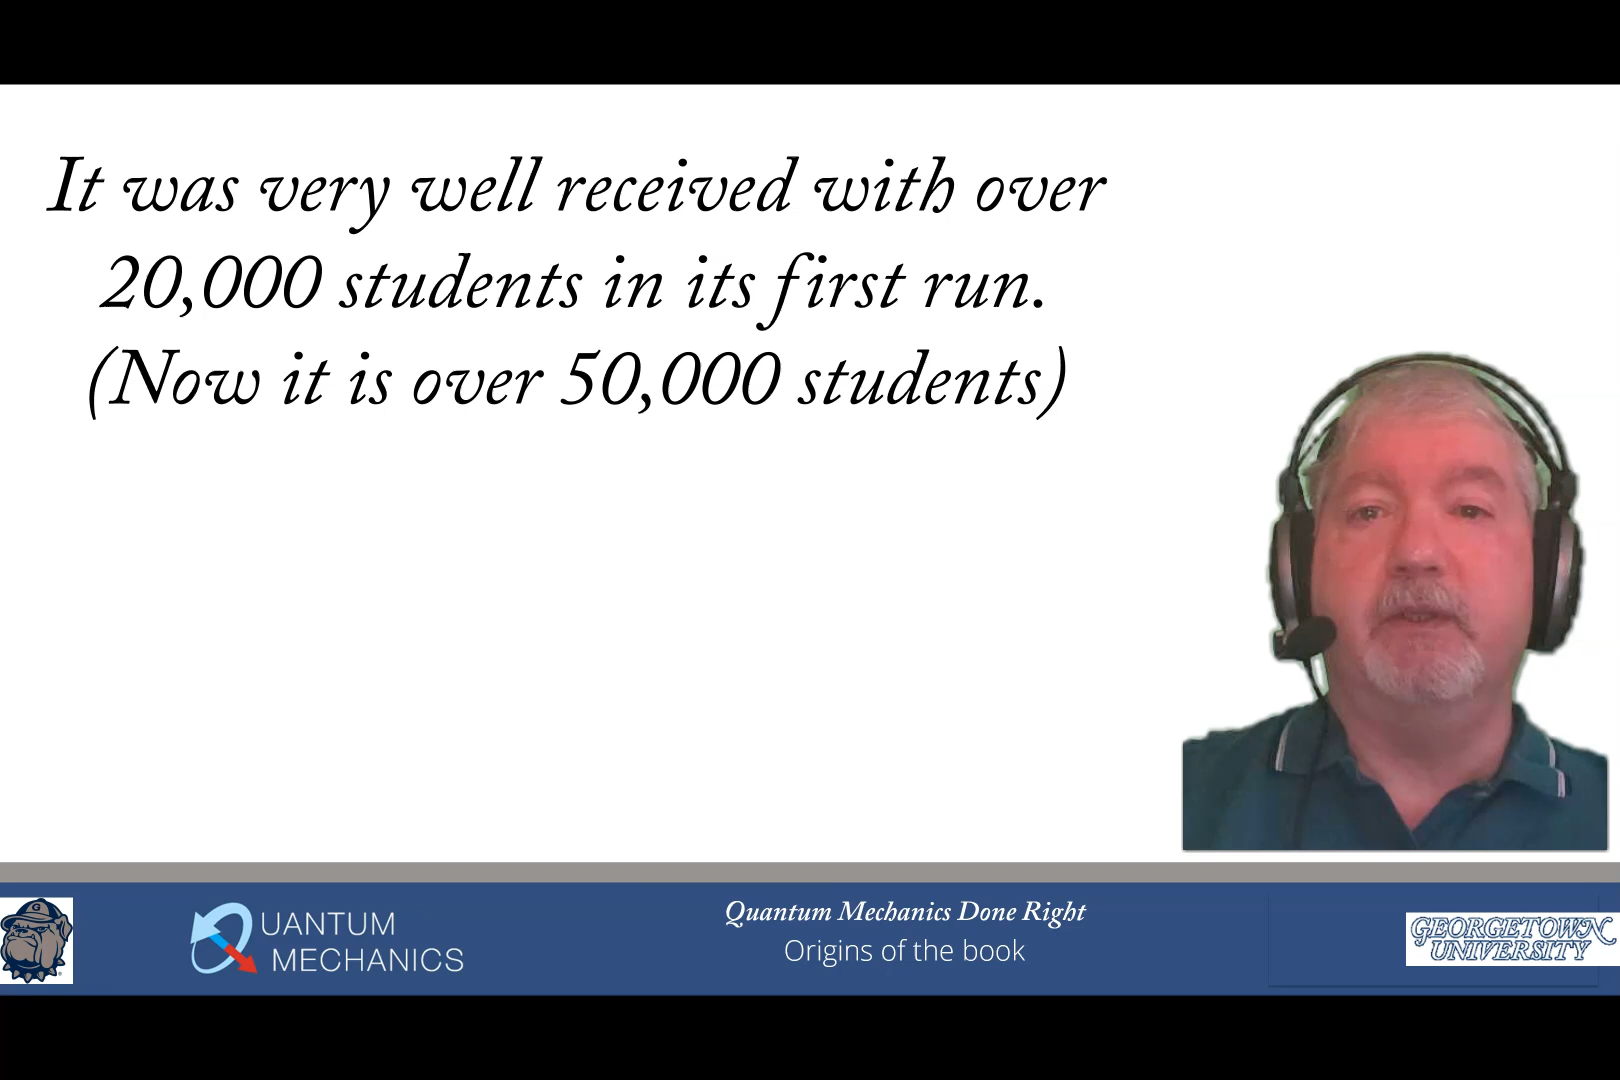 It was very well received with over
20,000 students in its first run.
(Now it is over 50,000 students)
G
QUANTUM
MECHANICS
Quantum Mechanics Done Right
Origins of the book
GEORGETOWN
UNIVERSITY